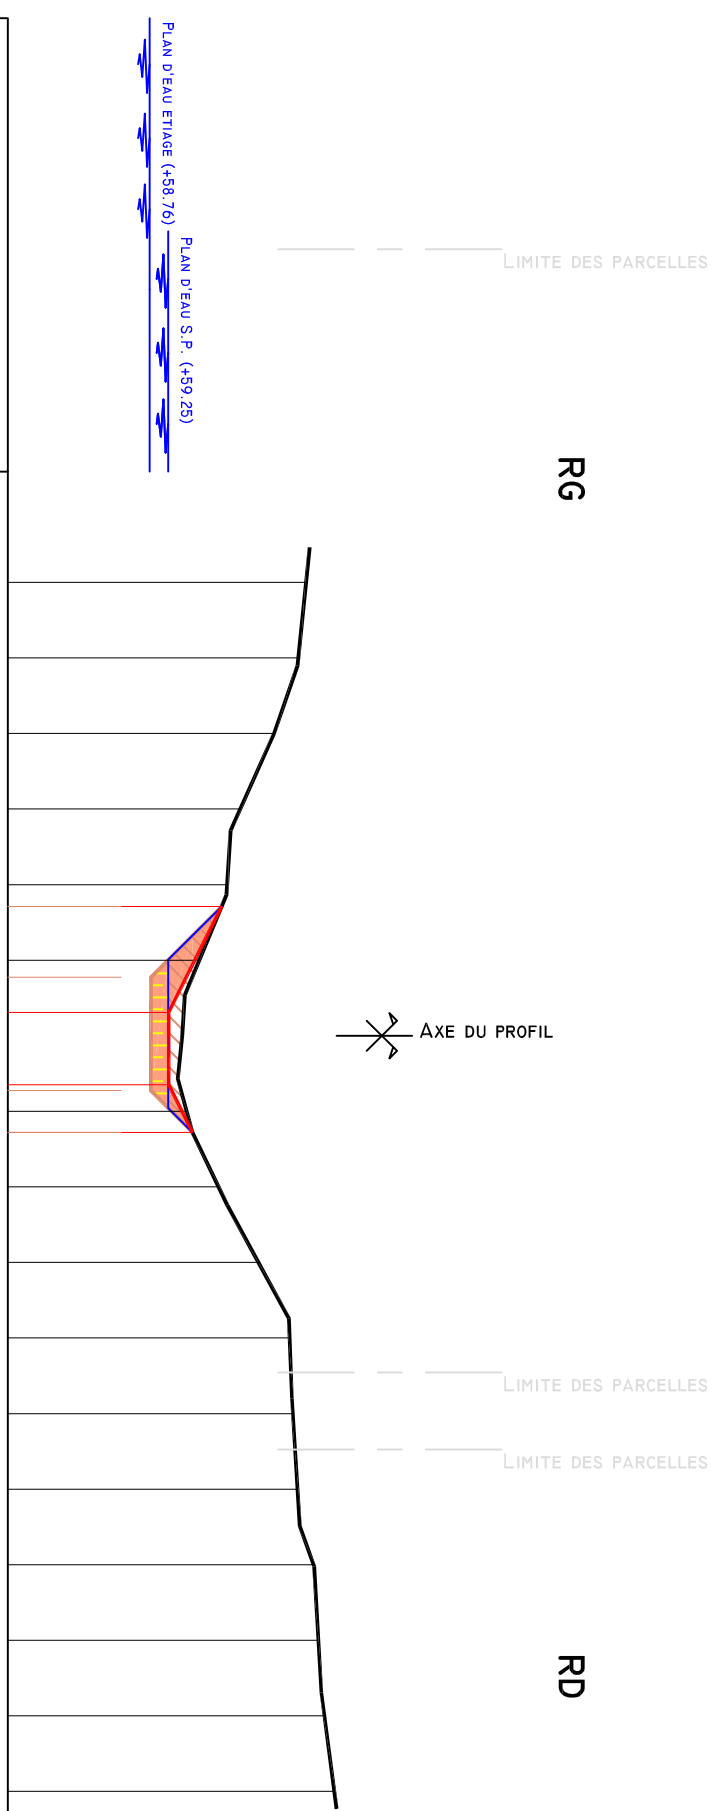 PLAN D'EAU ETIAGE (+58.76)
PLAN D'EAU S.P. (+59.25)
LIMITE DES PARCELLES
RG
AXE DU PROFIL
LIMITE DES PARCELLES
LIMITE DES PARCELLES
RD